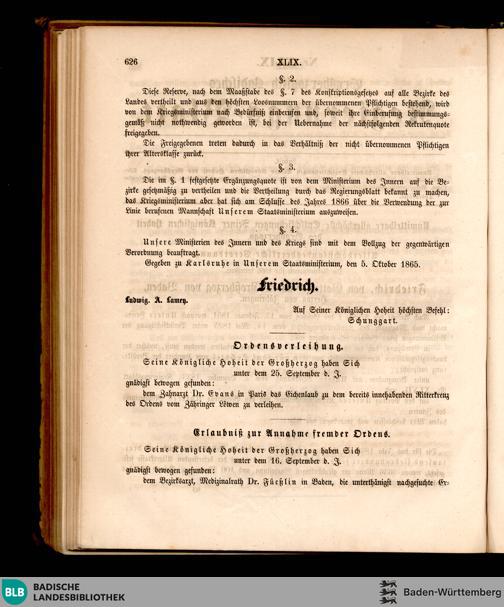 626
XLIX.
§. 2.
Diese Reserve, nach dem Maaßstabe des §. 7 des Konskriptionsgesetzes auf alle Bezirke des
Landes vertheilt und aus den höchsten Loosnummern der übernommenen Pflichtigen bestehend, wird
von dem Kriegsministerium nach Bedürfniß einberufen und, soweit ihre Einberufung bestimmungs-
gemäß nicht nothwendig geworden ist, bei der Uebernahme der nächstfolgenden Rekrutenquote
freigegeben.
Die Freigegebenen treten dadurch in das Verhältniß der nicht übernommenen Pflichtigen
ihrer Altersklasse zurück.
§. 3.
Die im §. 1 festgesetzte Ergänzungsquote ist von dem Ministerium des Innern auf die Be-
zirke gesetzmäßig zu vertheilen und die Vertheilung durch das Regierungsblatt bekannt zu machen,
das Kriegsministerium aber hat sich am Schlusse des Jahres 1866 über die Verwendung der zur
Linie berufenen Mannschaft Unserem Staatsministerium auszuweisen.
§. 4.
Unsere Ministerien des Innern und des Kriegs sind mit dem Vollzug der gegenwärtigen
Verordnung beauftragt.
Gegeben zu Karlsruhe in Unserem Staatsministerium, den 5. Oktober 1865.
Friedrich.
Ludwig. A. Lamey.
Auf Seiner Königlichen Hoheit höchsten Befehl:
Schunggart.
Ordensverleihung.
Seine Königliche Hoheit der Großherzog haben Sich
unter dem 25. September d. J.
gnädigst bewogen gefunden:
dem Zahnarzt Dr. Evans in Paris das Eichenlaub zu dem bereits innehabenden Ritterkreuz
des Ordens vom Zähringer Löwen zu verleihen.
Erlaubniß zur Annahme fremder Ordens.
Seine Königliche Hoheit der Großherzog haben Sich
unter dem 16. September d. J.
gnädigst bewogen gefunden:
dem Bezirksarzt, Medizinalrath Dr. Füeßlin in Baden, die unterthänigst nachgesuchte Er-
BLB
BADISCHE
LANDESBIBLIOTHEK
Baden-Württemberg